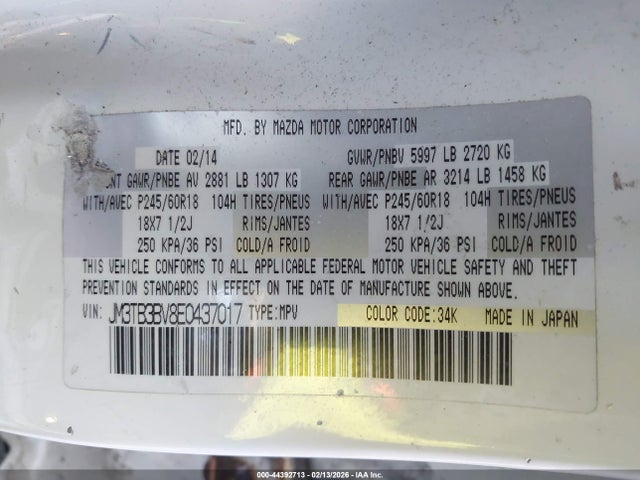 MFD. BY MAZDA MOTOR CORPORATION
DATE 02/14 GVWR/PNBV 5997 LB 2720 KG
NT GAWR/PNBE AV 2881 LB 1307 KG REAR GAWR/PNBE AR 3214 LB 1458 KG
WITH/AVEC P245/60R18 104H TIRES/PNEUS WITH/AVEC P245/60R18 104H TIRES/PNEUS
18X7 1/2J RIMS/JANTES 18X7 1/2J RIMS/JANTES
250 KPA/36 PSI COLD/A FROID 250 KPA/36 PSI COLD/A FROID
THIS VEHICLE CONFORMS TO ALL APPLICABLE FEDERAL MOTOR VEHICLE SAFETY AND THEFT
PREVENTION STANDARDS IN EFFECT ON THE DATE OF MANUFACTURE SHOWN ABOVE.
VIN: JM3TB3BV8E0437017 TYPE:MPV COLOR CODE:34K MADE IN JAPAN
000-44392713 - 02/13/2026 - IAA Inc.